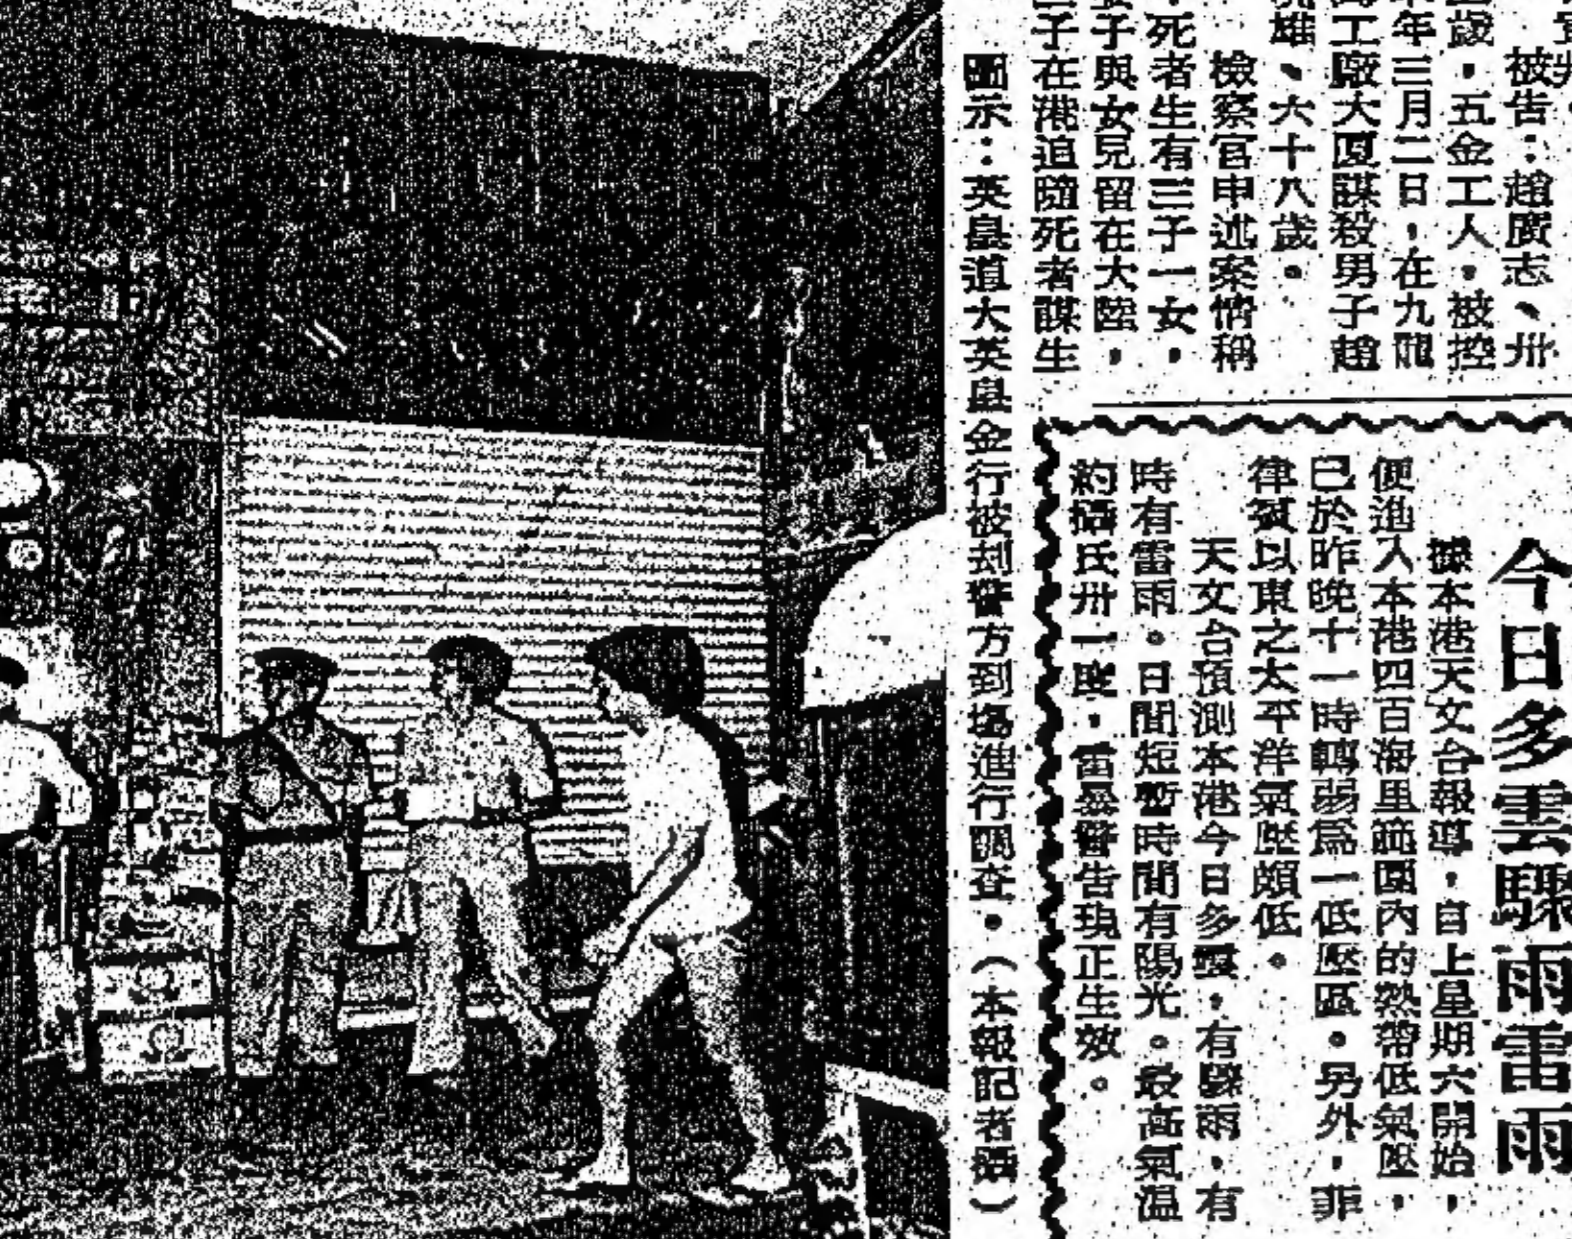 被告：趙廣志、卅
歲，五金工人。被控
年三月二日，在九龍
工廠大厦謀殺男子趙
雄、六十八歲。
檢察官申述案情稱
死者生有三子一女，
子與女兒留在大陸，
子在港追隨死者謀生
圖示：英皇道大英皇金行被刦警方到場進行調查。（本報記者攝）
今日多雲驟雨雷雨
據本港天文台報導，自上星期六開始，
便進入本港四百海里範圍內的熱帶低氣壓，
已於昨晚十一時轉弱爲一低壓區。另外，菲
律賓以東之太平洋氣壓頗低。
天文台預測本港今日多雲，有驟雨，有
時有雷雨。日間短暫時間有陽光。最高氣温
約攝氏卅一度，雷暴警告現正生效。